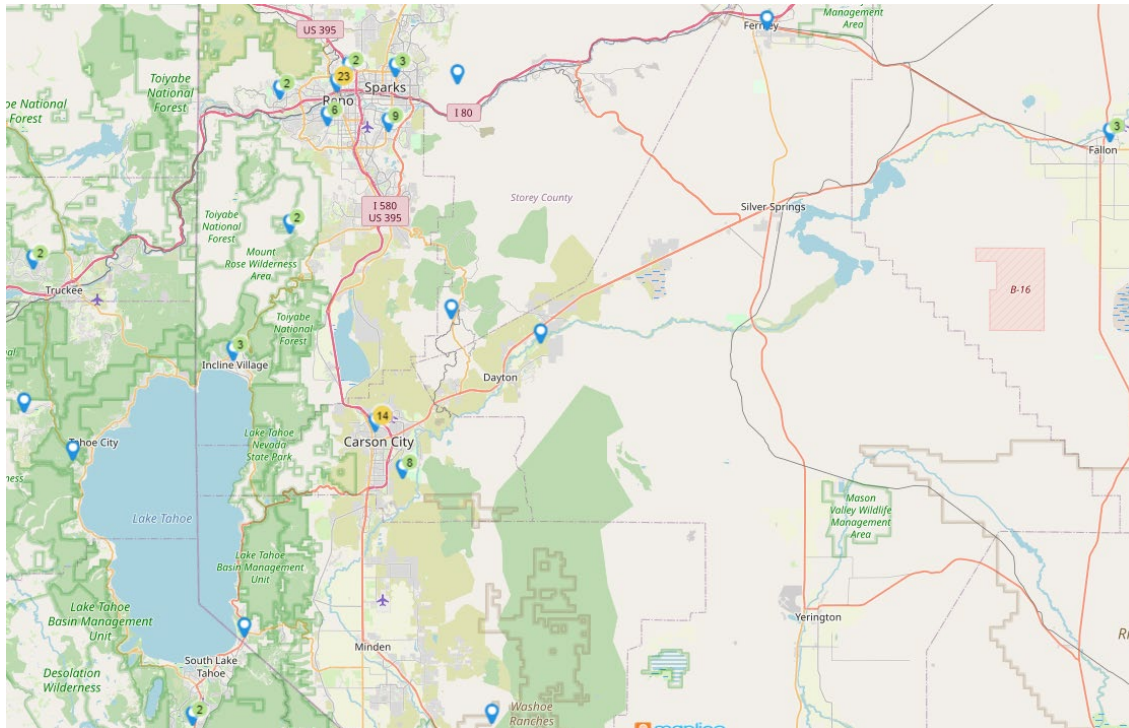 Management
Area
US 395
Fernley
2
3
Toiyabe
National
Forest
23
Sparks
2
Reno
National
Forest
6
9
I 80
3
Fallon
I 580
US 395
Storey County
Silver Springs
Toiyabe
National
Forest
2
Mount
Rose Wilderness
Area
2
Truckee
B-16
Toiyabe
National
Forest
3
Incline Village
Dayton
14
Tahoe City
Carson City
Lake Tahoe
Nevada
State Park
8
Lake Tahoe
Mason
Valley Wildlife
Management
Area
Lake Tahoe
Basin Management
Unit
Lake Tahoe
Basin Management
Unit
Yerington
Minden
South Lake
Tahoe
Desolation
Wilderness
2
Washoe
Ranches